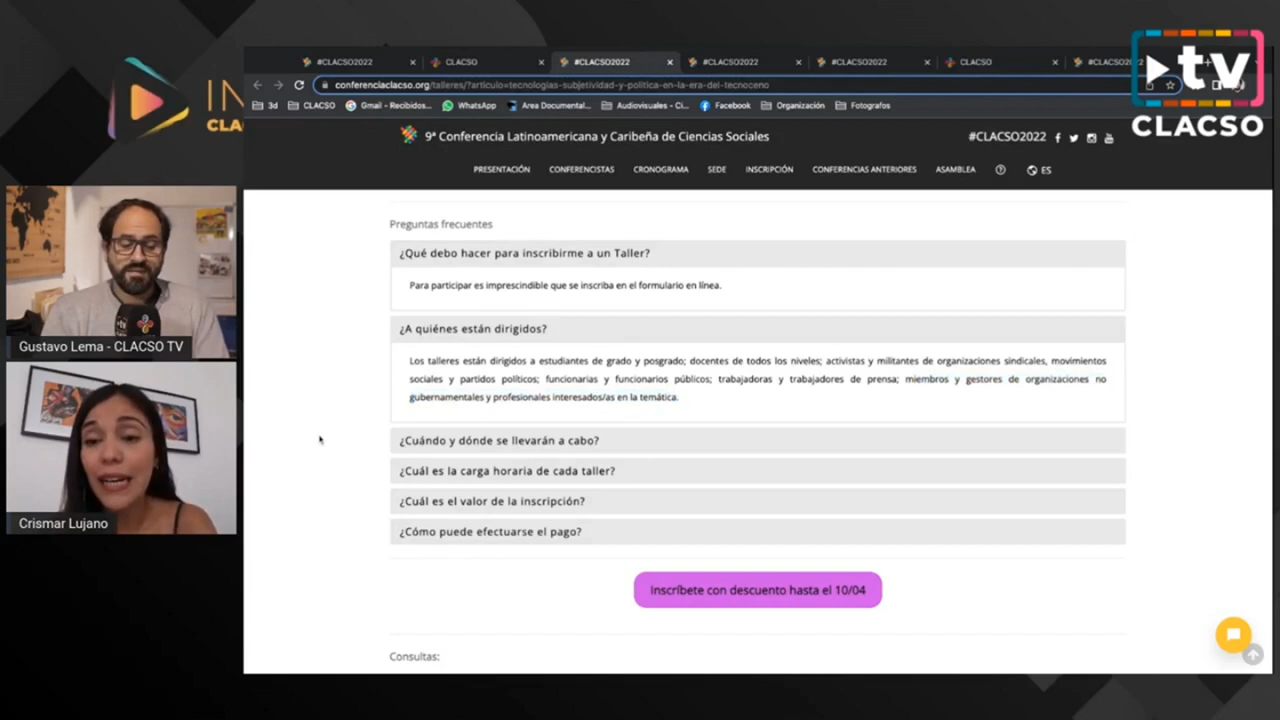 #CLACSO2022
CLACSO
#CLACSO2022
#CLACSO2022
#CLACSO2022
CLACSO
conferenciaclacso.org/talleres/?articulo=tecnologias-subjetividad-y-politica-en-la-era-del-tecnoceno
3d
CLACSO
Gmail - Recibidos...
WhatsApp
Area Documental...
Audiovisuales - Ci...
Facebook
Organización
Fotografos
tv
CLACSO
IN
CLA
9ª Conferencia Latinoamericana y Caribeña de Ciencias Sociales
#CLACSO2022
PRESENTACIÓN
CONFERENCISTAS
CRONOGRAMA
SEDE
INSCRIPCIÓN
CONFERENCIAS ANTERIORES
ASAMBLEA
ES
Preguntas frecuentes
¿Qué debo hacer para inscribirme a un Taller?
Para participar es imprescindible que se inscriba en el formulario en línea.
¿A quiénes están dirigidos?
Los talleres están dirigidos a estudiantes de grado y posgrado; docentes de todos los niveles; activistas y militantes de organizaciones sindicales, movimientos
sociales y partidos políticos; funcionarias y funcionarios públicos; trabajadoras y trabajadores de prensa; miembros y gestores de organizaciones no
gubernamentales y profesionales interesados/as en la temática.
¿Cuándo y dónde se llevarán a cabo?
¿Cuál es la carga horaria de cada taller?
¿Cuál es el valor de la inscripción?
¿Cómo puede efectuarse el pago?
Inscríbete con descuento hasta el 10/04
Consultas:
Gustavo Lema - CLACSO TV
Crismar Lujano